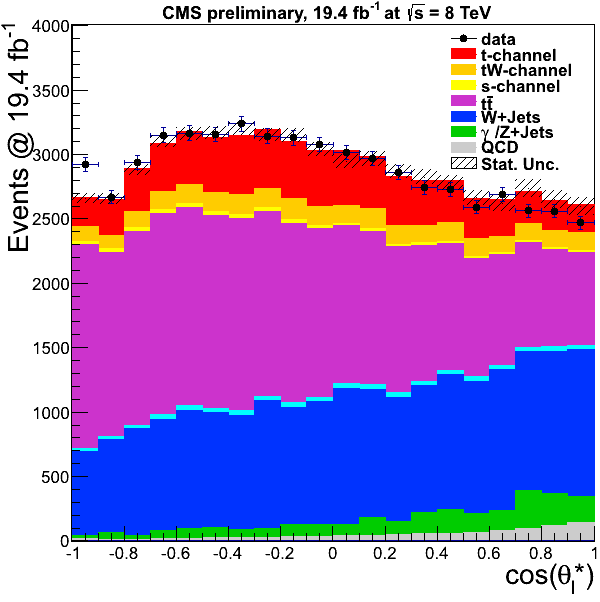 CMS preliminary, 19.4 fb⁻¹ at √s = 8 TeV
Events @ 19.4 fb⁻¹
4000
3500
3000
2500
2000
1500
1000
500
0
data
t-channel
tW-channel
s-channel
tt̄
W+Jets
γ /Z+Jets
QCD
Stat. Unc.
-1 -0.8 -0.6 -0.4 -0.2 0 0.2 0.4 0.6 0.8 1
cos(θₗ*)